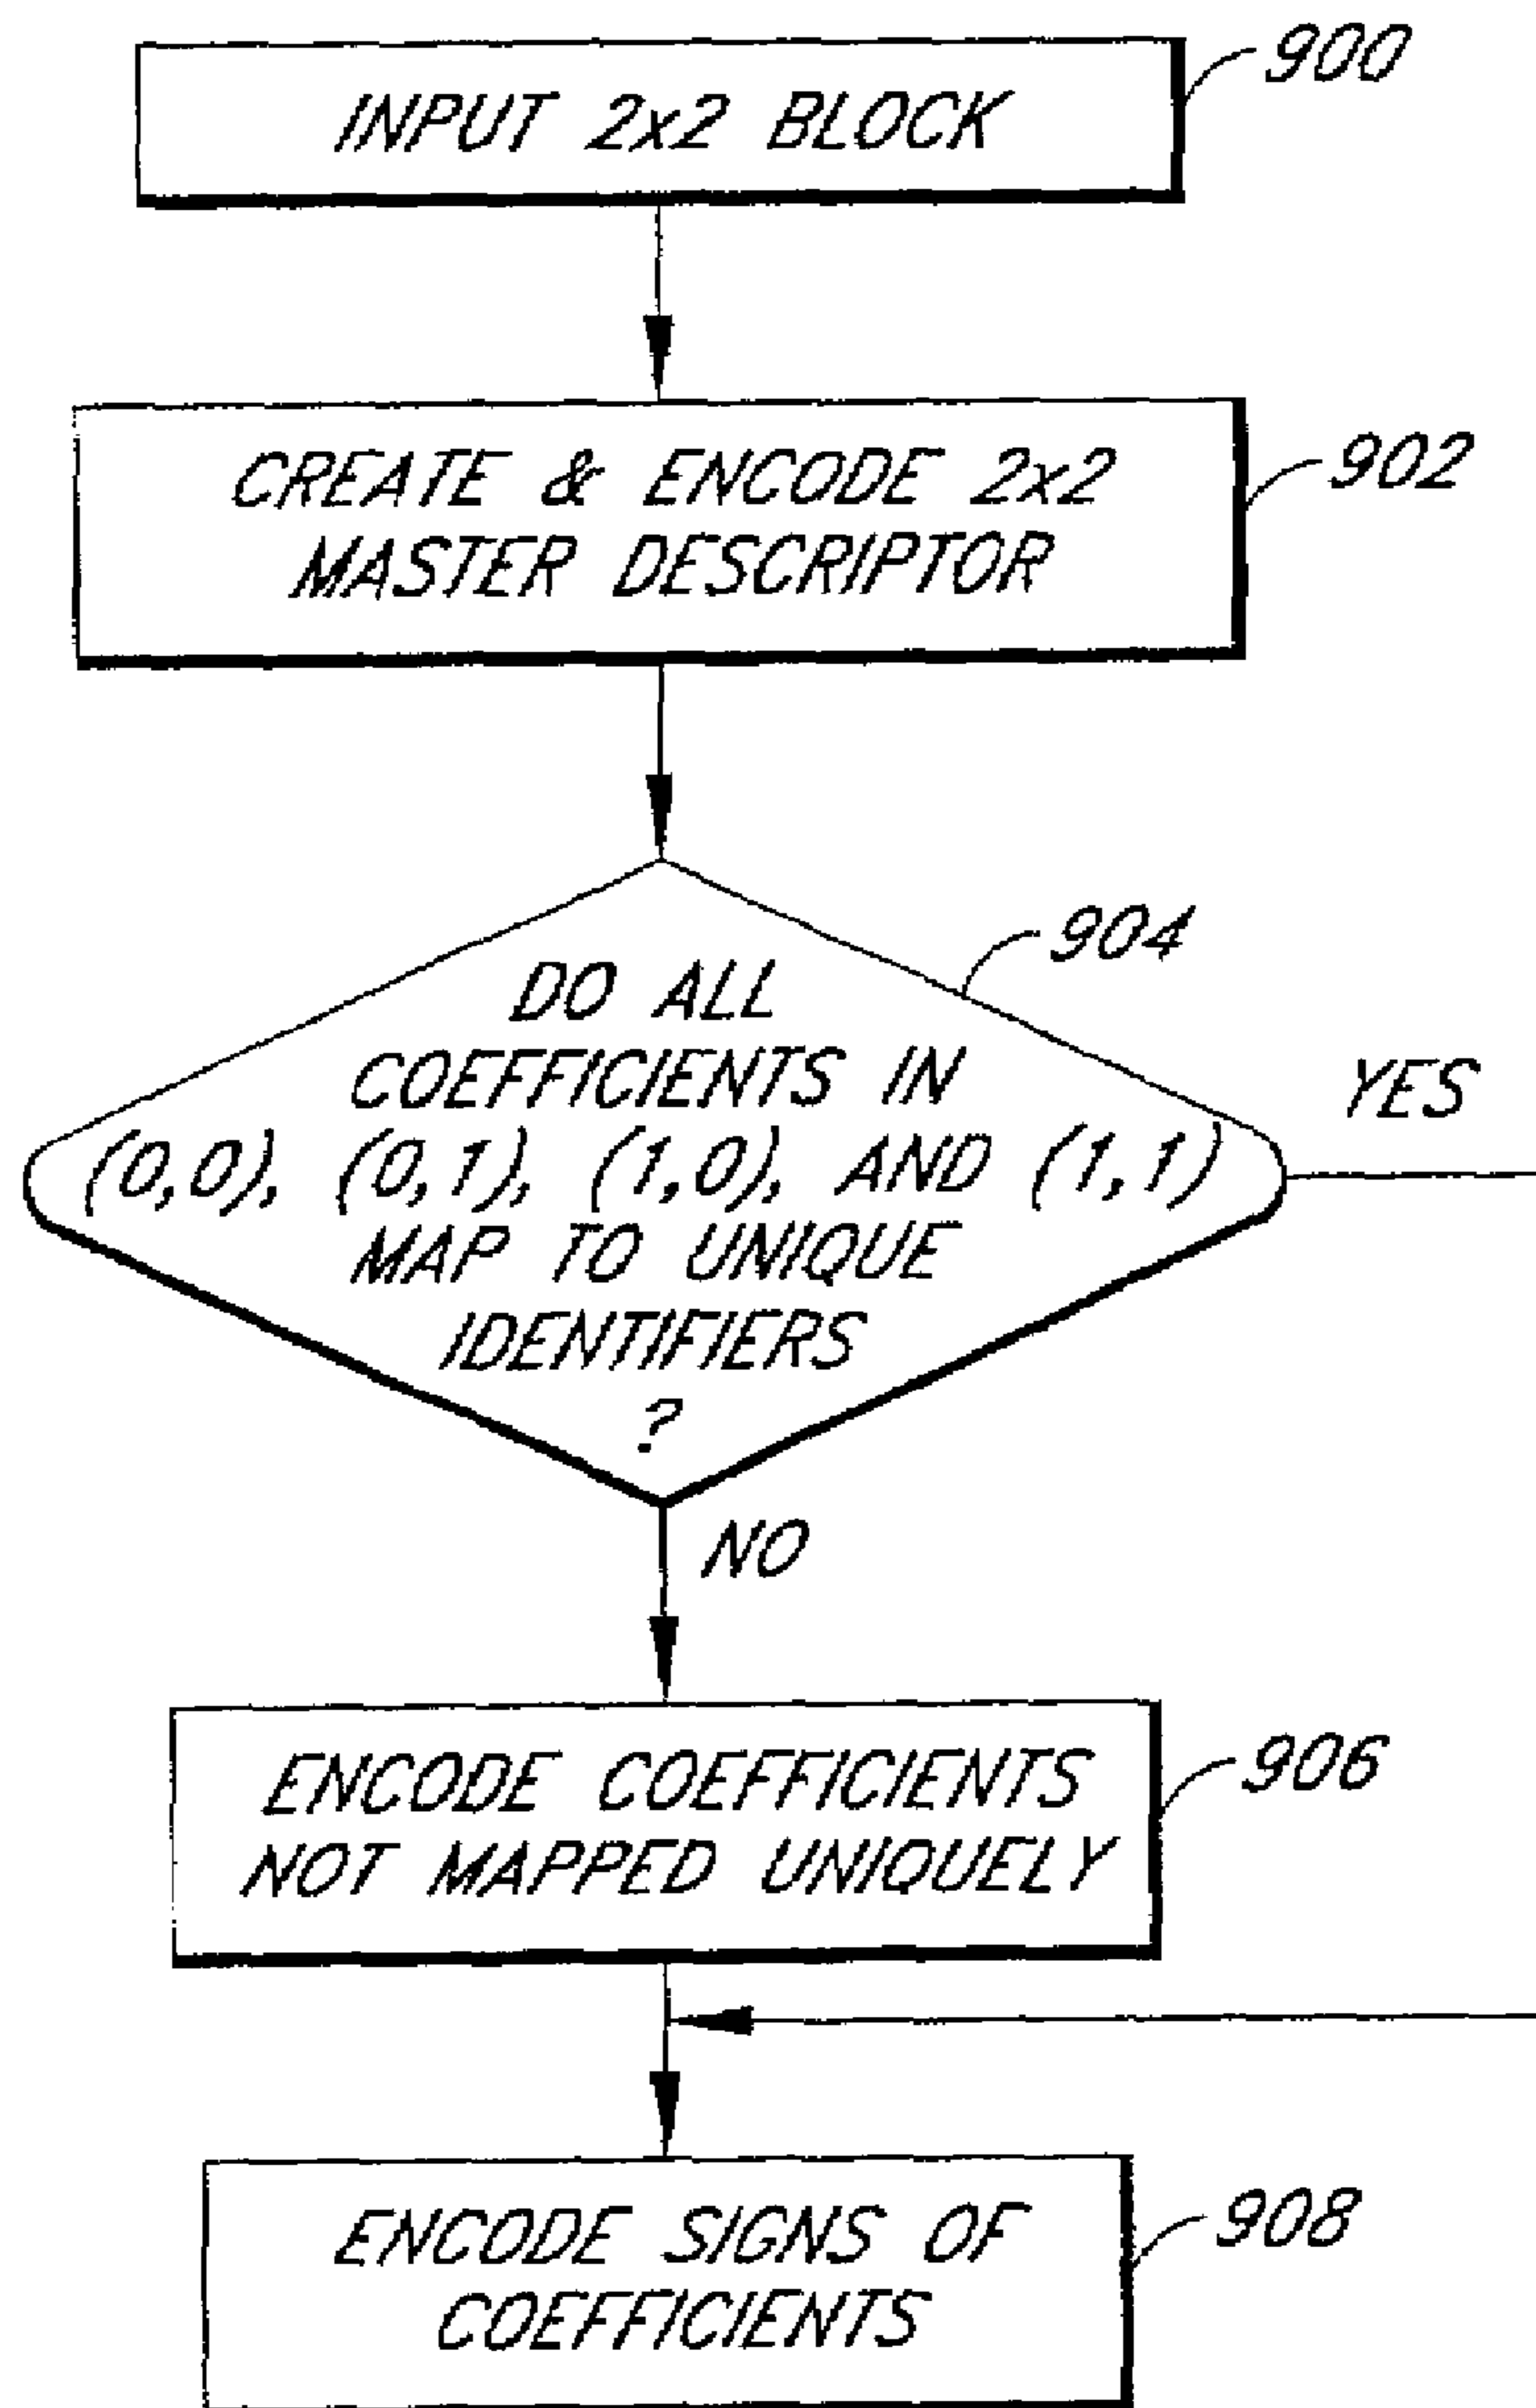 900
INPUT 2x2 BLOCK
902
CREATE & ENCODE 2x2
MASTER DESCRIPTOR
904
DO ALL
COEFFICIENTS IN
(0,0), (0,1), (1,0), AND (1,1)
MAP TO UNIQUE
IDENTIFIERS
?
YES
NO
906
ENCODE COEFFICIENTS
NOT MAPPED UNIQUELY
908
ENCODE SIGNS OF
COEFFICIENTS